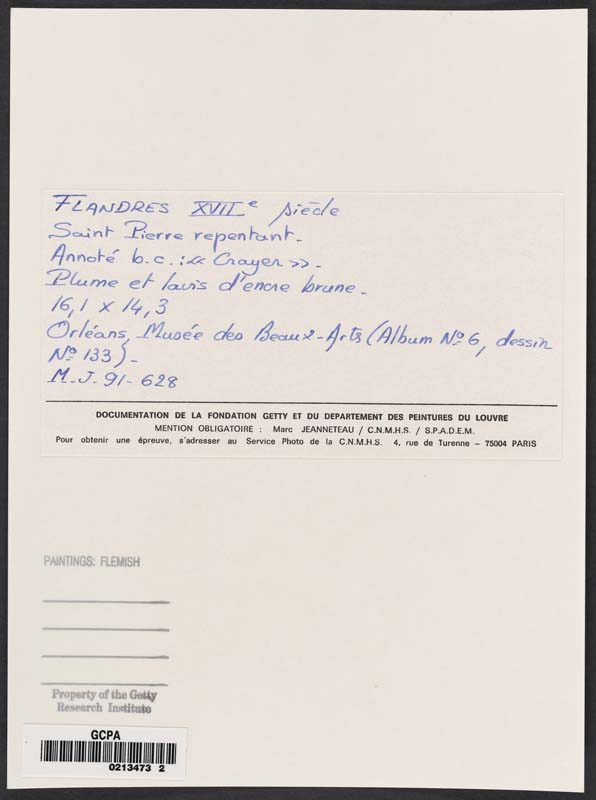 FLANDRES XVIIe siècle
Saint Pierre repentant.
Annoté b.c. : « Crayer ».
Plume et lavis d'encre brune.
16,1 x 14,3
Orléans, Musée des Beaux-Arts (Album No 6, dessin
No 133).
M.J. 91-628
DOCUMENTATION DE LA FONDATION GETTY ET DU DEPARTEMENT DES PEINTURES DU LOUVRE
MENTION OBLIGATOIRE : Marc JEANNETEAU / C.N.M.H.S. / S.P.A.D.E.M.
Pour obtenir une épreuve, s'adresser au Service Photo de la C.N.M.H.S. 4, rue de Turenne – 75004 PARIS
PAINTINGS: FLEMISH
Property of the Getty
Research Institute
GCPA
0213473 2